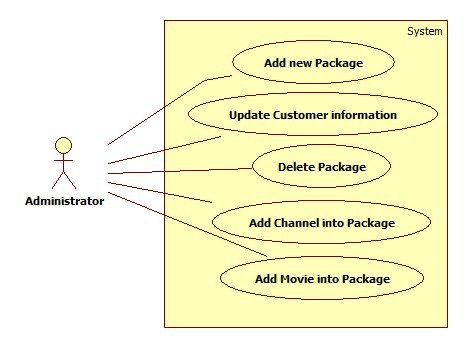 System
Add new Package
Update Customer information
Delete Package
Administrator
Add Channel into Package
Add Movie into Package